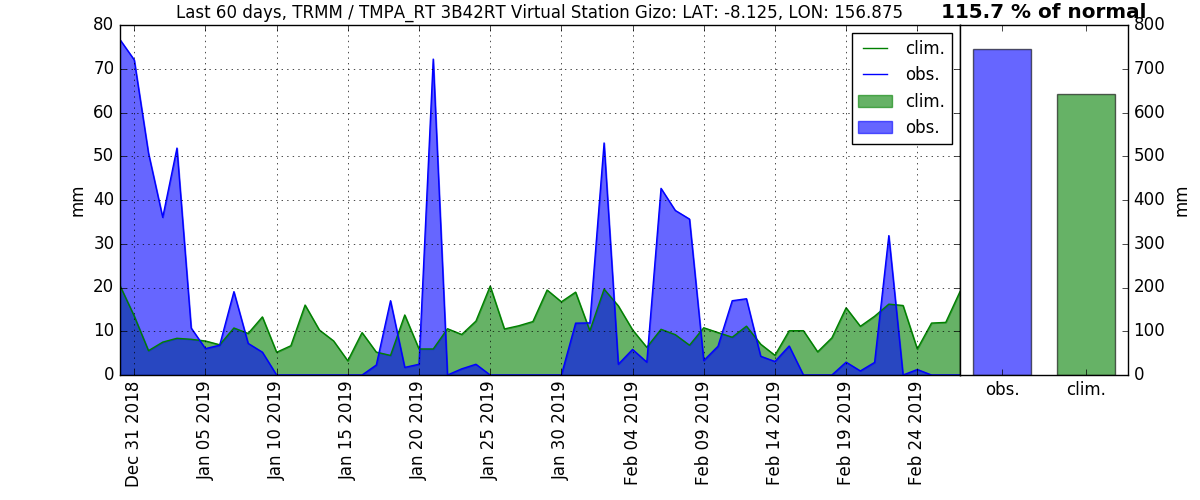 Last 60 days, TRMM / TMPA_RT 3B42RT Virtual Station Gizo: LAT: -8.125, LON: 156.875
115.7 % of normal
80
70
60
50
40
30
20
10
0
mm
clim.
obs.
clim.
obs.
800
700
600
500
400
300
200
100
0
mm
obs.
clim.
Dec 31 2018
Jan 05 2019
Jan 10 2019
Jan 15 2019
Jan 20 2019
Jan 25 2019
Jan 30 2019
Feb 04 2019
Feb 09 2019
Feb 14 2019
Feb 19 2019
Feb 24 2019